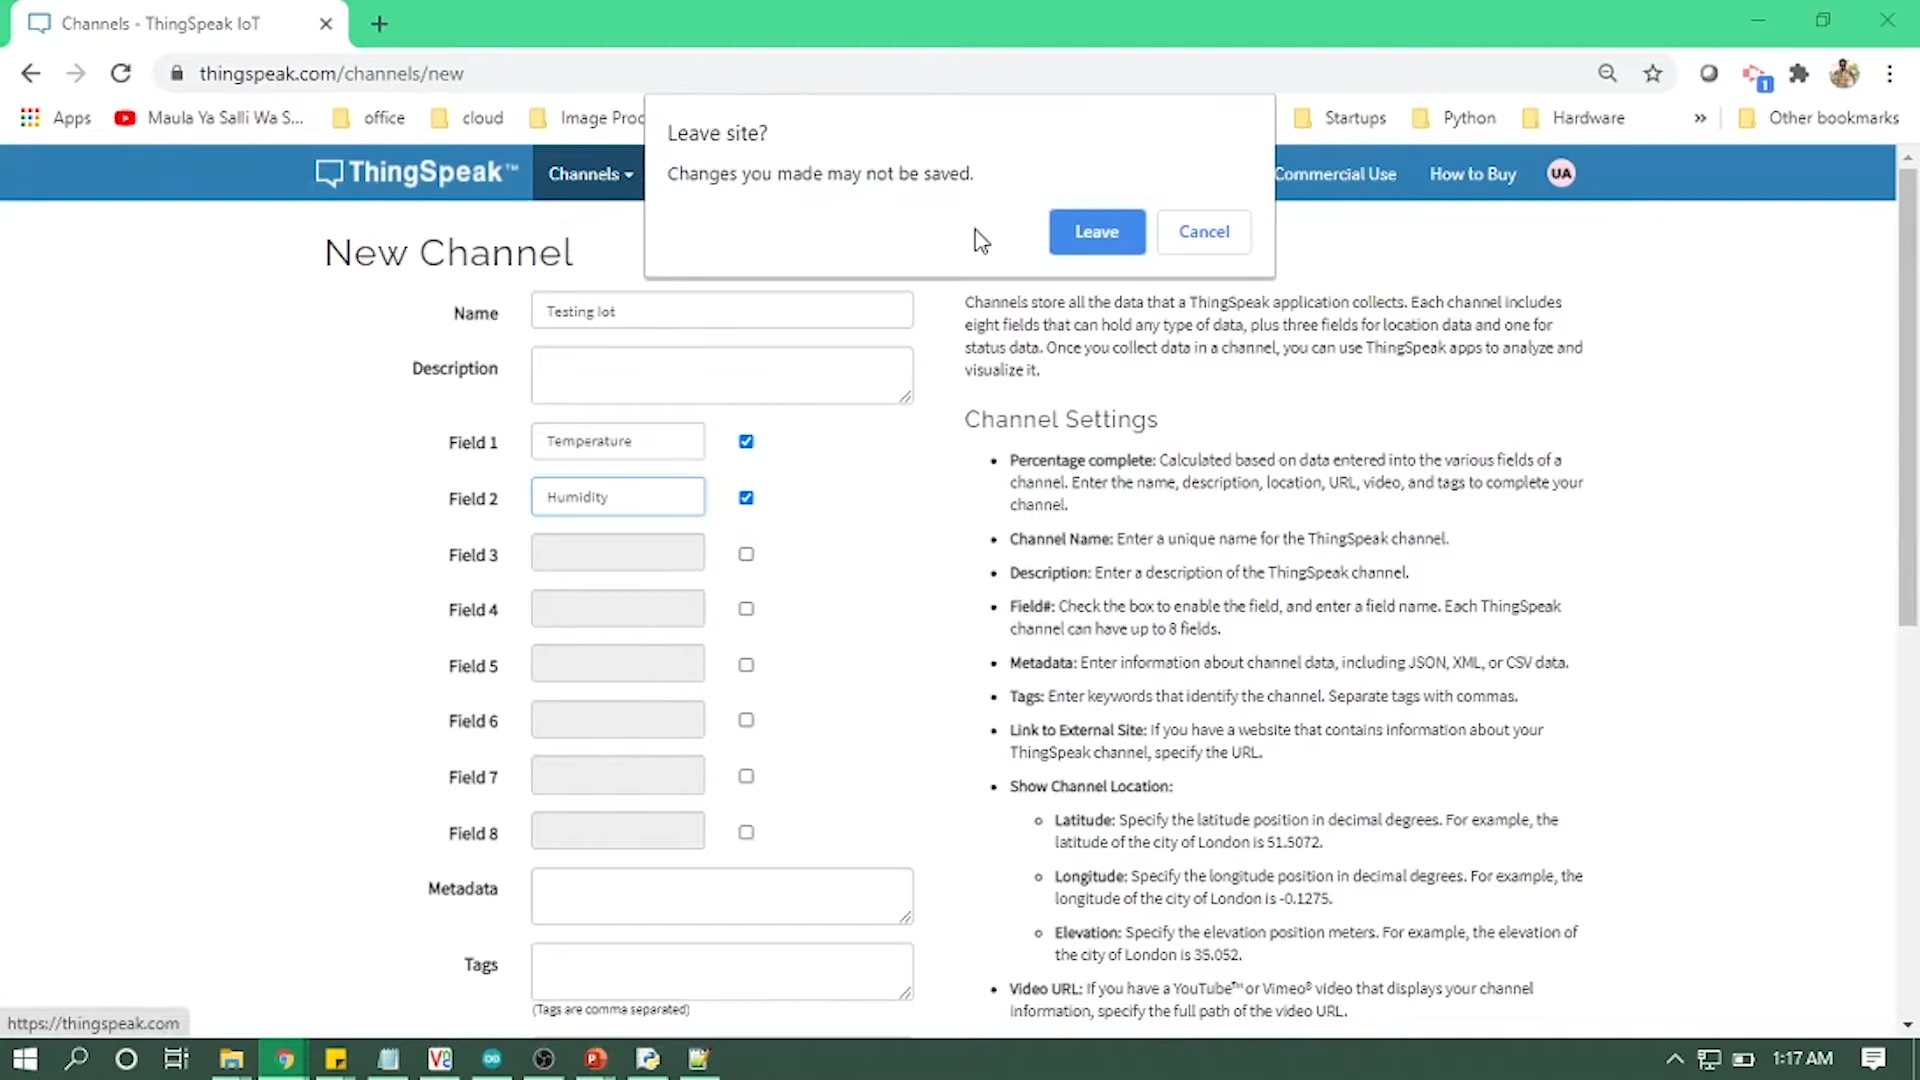 Channels - ThingSpeak IoT
thingspeak.com/channels/new
1
Apps
Maula Ya Salli Wa S...
office
cloud
Image Proc
Startups
Python
Hardware
»
Other bookmarks
Leave site?
Changes you made may not be saved.
Leave
Cancel
ThingSpeak™
Channels
Commercial Use
How to Buy
UA
New Channel
Name
Testing Iot
Description
Field 1
Temperature
Field 2
Humidity
Field 3
Field 4
Field 5
Field 6
Field 7
Field 8
Metadata
Tags
(Tags are comma separated)
Channels store all the data that a ThingSpeak application collects. Each channel includes
eight fields that can hold any type of data, plus three fields for location data and one for
status data. Once you collect data in a channel, you can use ThingSpeak apps to analyze and
visualize it.
Channel Settings
• Percentage complete: Calculated based on data entered into the various fields of a
channel. Enter the name, description, location, URL, video, and tags to complete your
channel.
• Channel Name: Enter a unique name for the ThingSpeak channel.
• Description: Enter a description of the ThingSpeak channel.
• Field#: Check the box to enable the field, and enter a field name. Each ThingSpeak
channel can have up to 8 fields.
• Metadata: Enter information about channel data, including JSON, XML, or CSV data.
• Tags: Enter keywords that identify the channel. Separate tags with commas.
• Link to External Site: If you have a website that contains information about your
ThingSpeak channel, specify the URL.
• Show Channel Location:
Latitude: Specify the latitude position in decimal degrees. For example, the
latitude of the city of London is 51.5072.
Longitude: Specify the longitude position in decimal degrees. For example, the
longitude of the city of London is -0.1275.
Elevation: Specify the elevation position meters. For example, the elevation of
the city of London is 35.052.
• Video URL: If you have a YouTube™ or Vimeo® video that displays your channel
information, specify the full path of the video URL.
https://thingspeak.com
1:17 AM